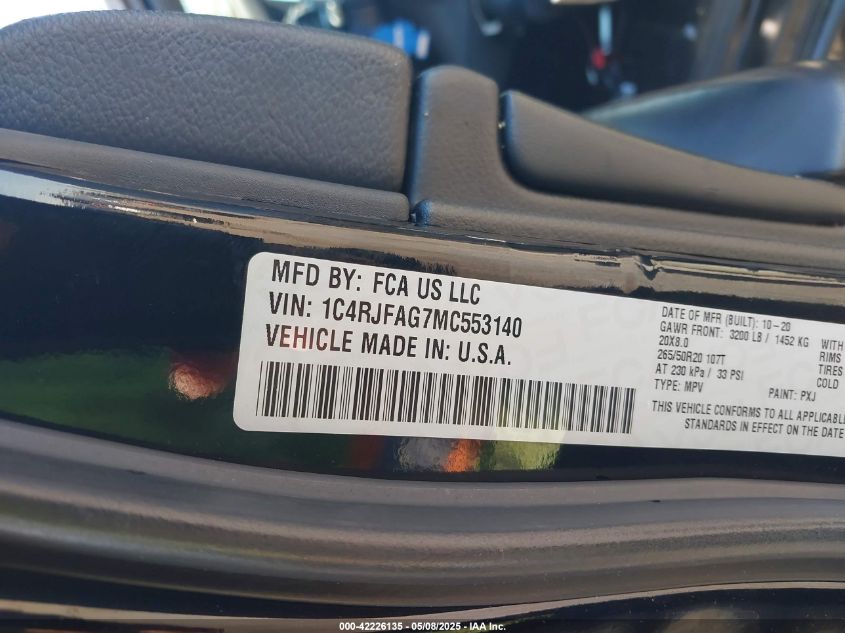 MFD BY: FCA US LLC
VIN: 1C4RJFAG7MC553140
VEHICLE MADE IN: U.S.A.
DATE OF MFR (BUILT): 10-20
GAWR FRONT: 3200 LB / 1452 KG WITH
20X8.0 RIMS
265/50R20 107T TIRES
AT 230 kPa / 33 PSI COLD
TYPE: MPV PAINT: PXJ
THIS VEHICLE CONFORMS TO ALL APPLICABLE
STANDARDS IN EFFECT ON THE DATE
000-42226135 - 05/08/2025 - IAA Inc.